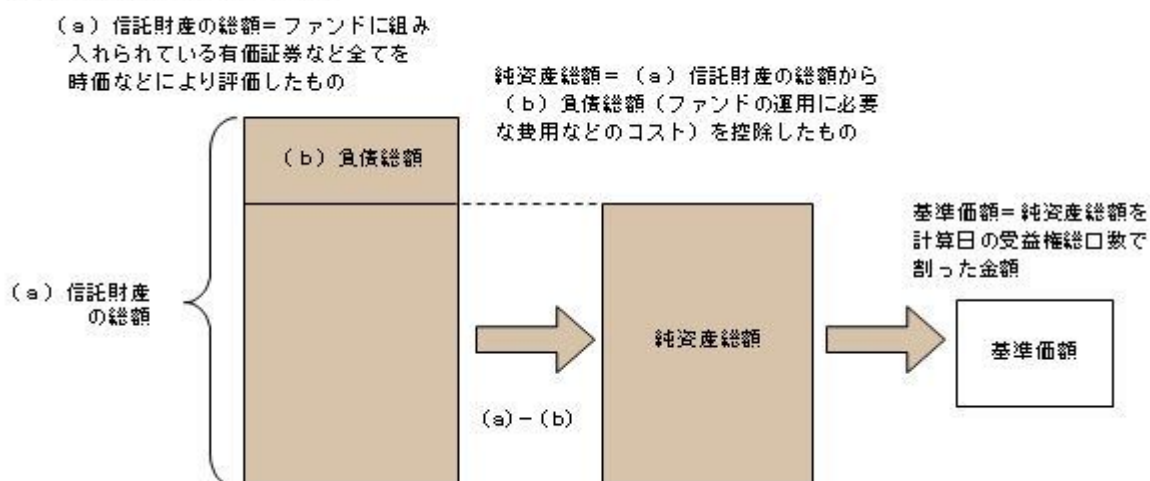 （a）信託財産の総額＝ファンドに組み
入れられている有価証券など全てを
時価などにより評価したもの
純資産総額＝（a）信託財産の総額から
（b）負債総額（ファンドの運用に必要
な費用などのコスト）を控除したもの
（b）負債総額
基準価額＝純資産総額を
計算日の受益権総口数で
割った金額
（a）信託財産
の総額
純資産総額
基準価額
（a）－（b）